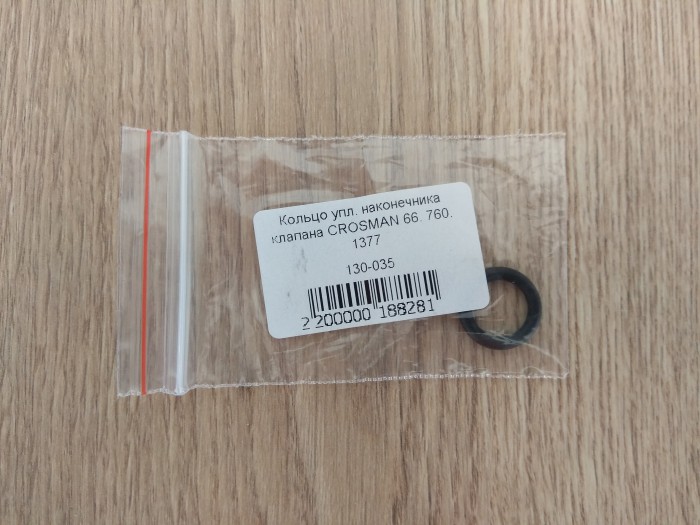 Кольцо упл. наконечника
клапана CROSMAN 66. 760.
1377
130-035
2 200000 188281